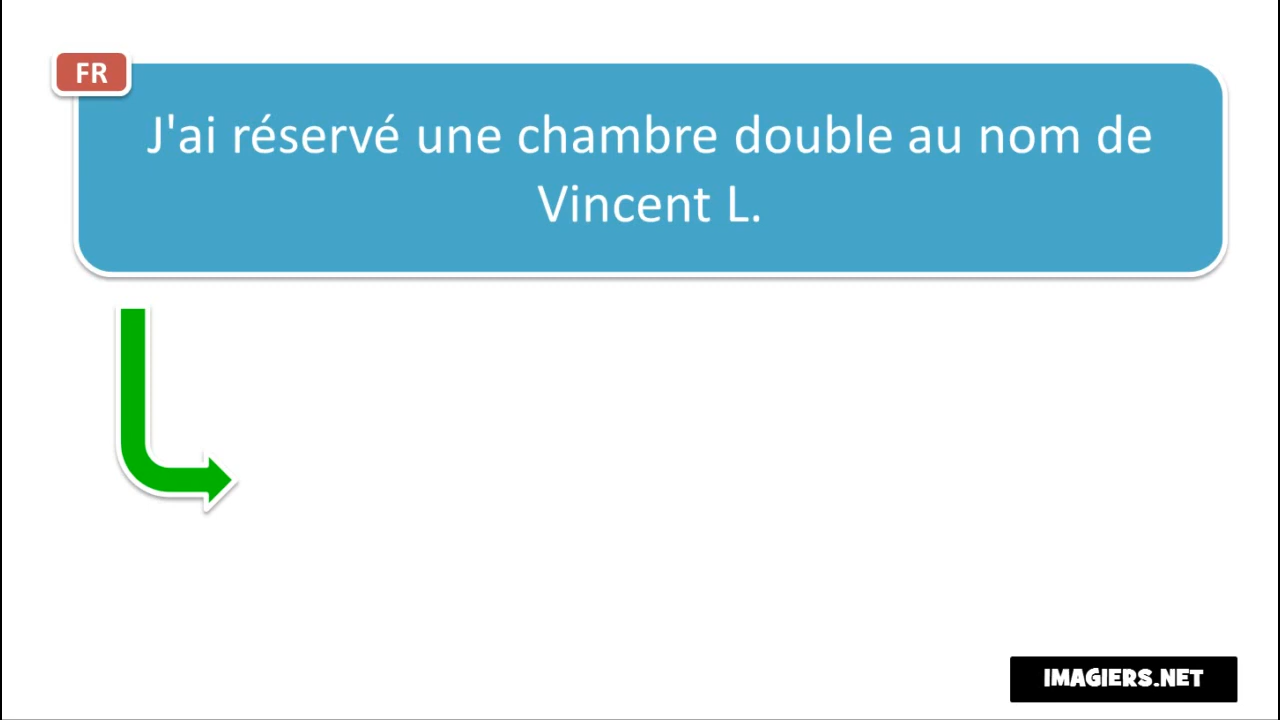 FR
J'ai réservé une chambre double au nom de
Vincent L.
IMAGIERS.NET